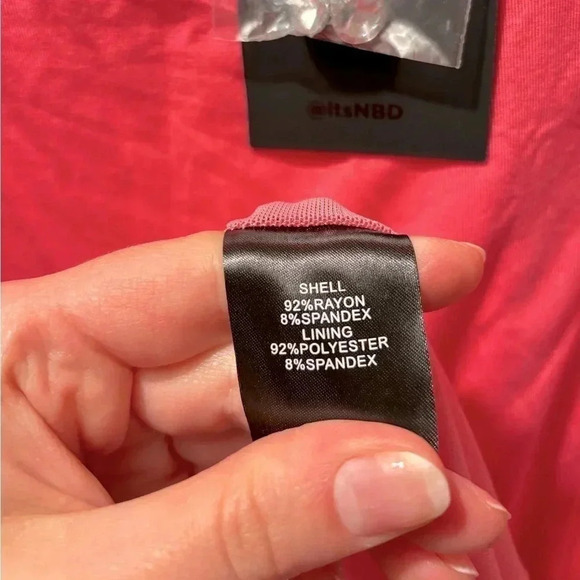 @itsNBD
SHELL
92%RAYON
8%SPANDEX
LINING
92%POLYESTER
8%SPANDEX